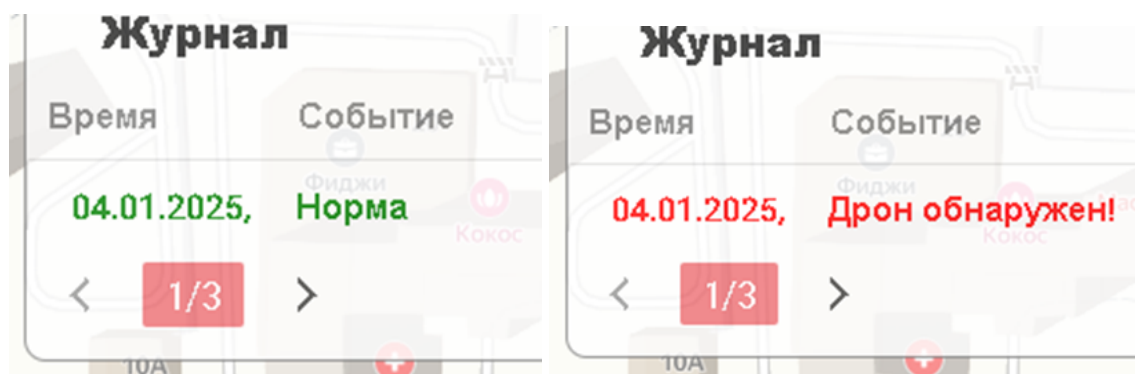 Журнал
Время Событие
Фиджи
04.01.2025, Норма
Кокос
1/3
10А
Журнал
Время Событие
Фиджи
04.01.2025, Дрон обнаружен!
Кокос
1/3
10А